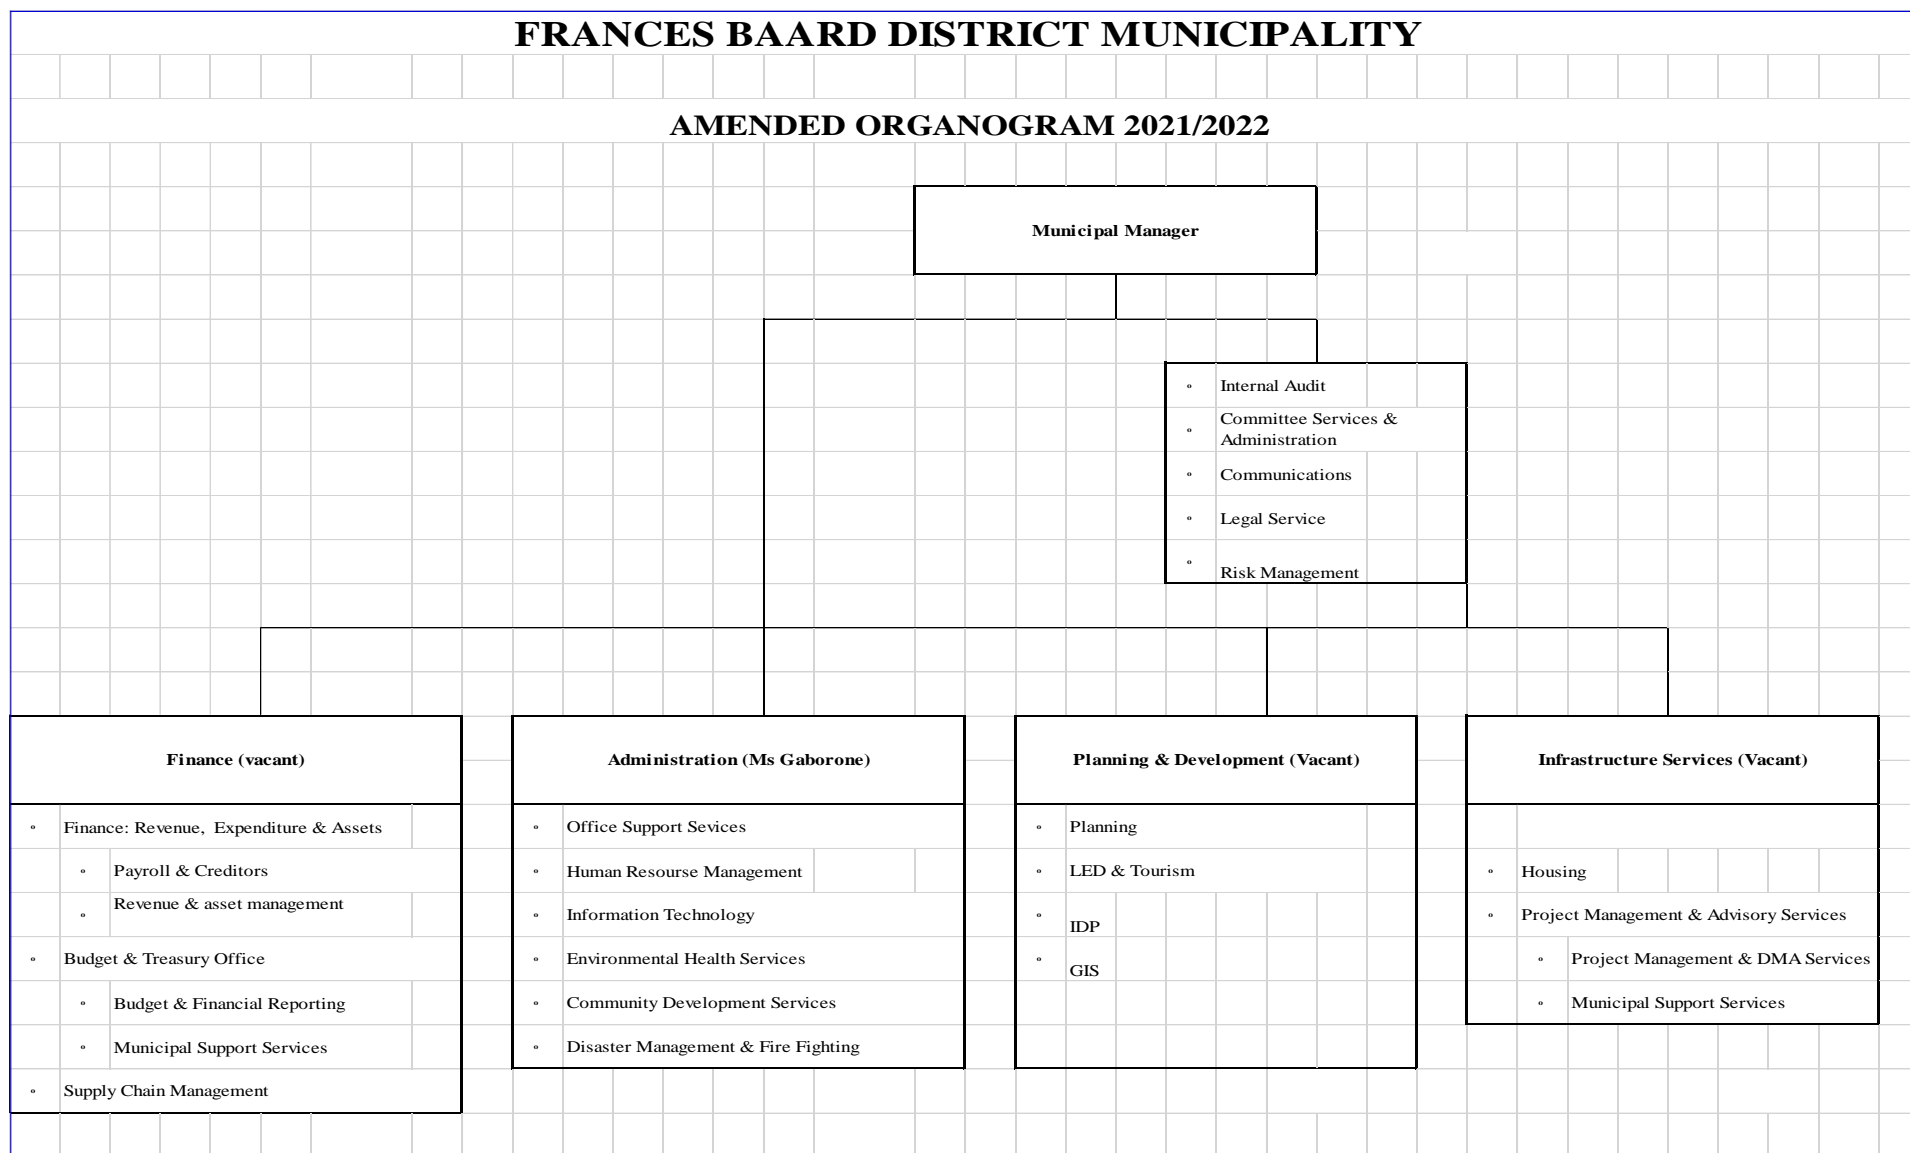 FRANCES BAARD DISTRICT MUNICIPALITY
AMENDED ORGANOGRAM 2021/2022
Municipal Manager
° Internal Audit
° Committee Services &
Administration
° Communications
° Legal Service
° Risk Management
Finance (vacant)
° Finance: Revenue, Expenditure & Assets
° Payroll & Creditors
° Revenue & asset management
° Budget & Treasury Office
° Budget & Financial Reporting
° Municipal Support Services
° Supply Chain Management
Administration (Ms Gaborone)
° Office Support Sevices
° Human Resourse Management
° Information Technology
° Environmental Health Services
° Community Development Services
° Disaster Management & Fire Fighting
Planning & Development (Vacant)
° Planning
° LED & Tourism
° IDP
° GIS
Infrastructure Services (Vacant)
° Housing
° Project Management & Advisory Services
° Project Management & DMA Services
° Municipal Support Services